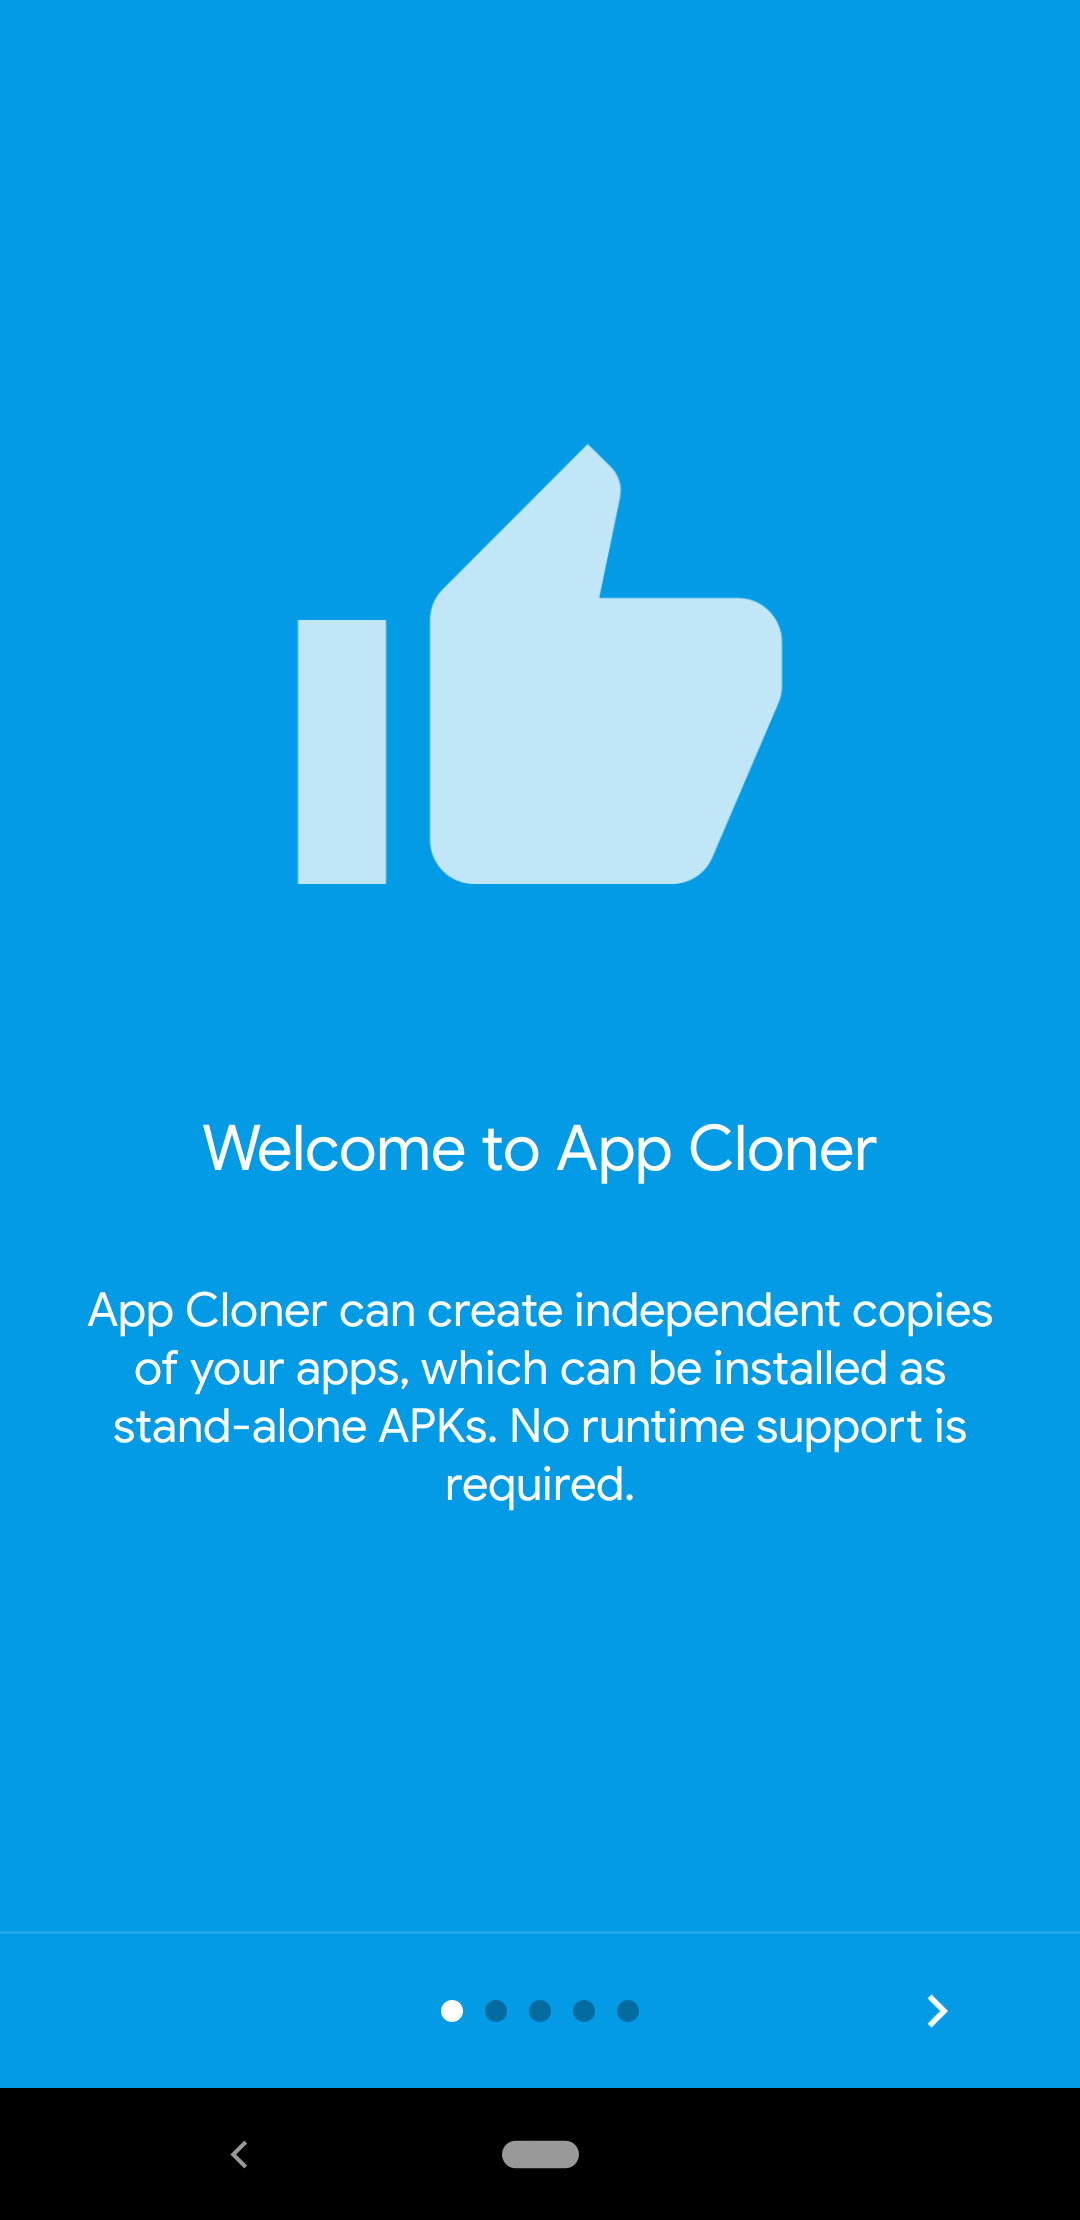 Welcome to App Cloner
App Cloner can create independent copies
of your apps, which can be installed as
stand-alone APKs. No runtime support is
required.